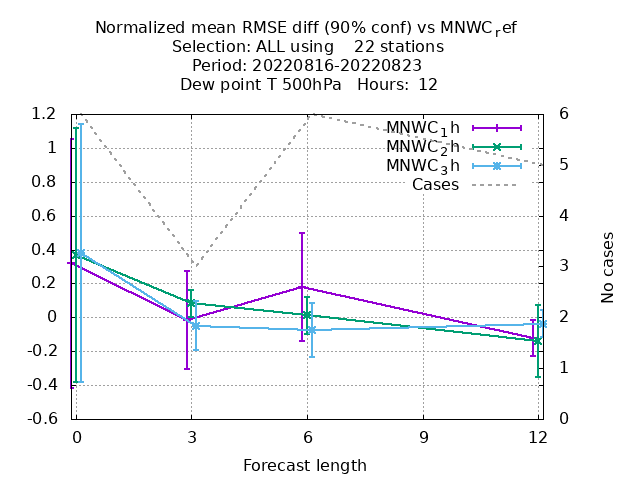 Normalized mean RMSE diff (90% conf) vs MNWC_ref
Selection: ALL using 22 stations
Period: 20220816-20220823
Dew point T 500hPa Hours: 12
1.2
1
0.8
0.6
0.4
0.2
0
-0.2
-0.4
-0.6
6
5
4
3
2
1
0
MNWC_1h
MNWC_2h
MNWC_3h
Cases
No cases
0 3 6 9 12
Forecast length